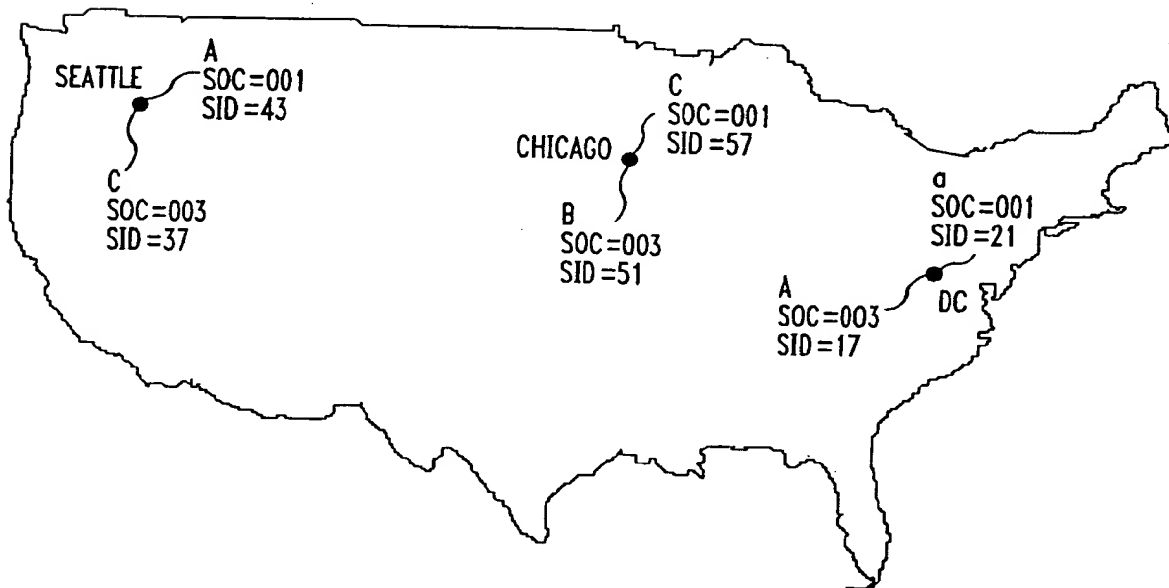 SEATTLE
A
SOC=001
SID=43
C
SOC=003
SID=37
CHICAGO
C
SOC=001
SID=57
B
SOC=003
SID=51
a
SOC=001
SID=21
DC
A
SOC=003
SID=17